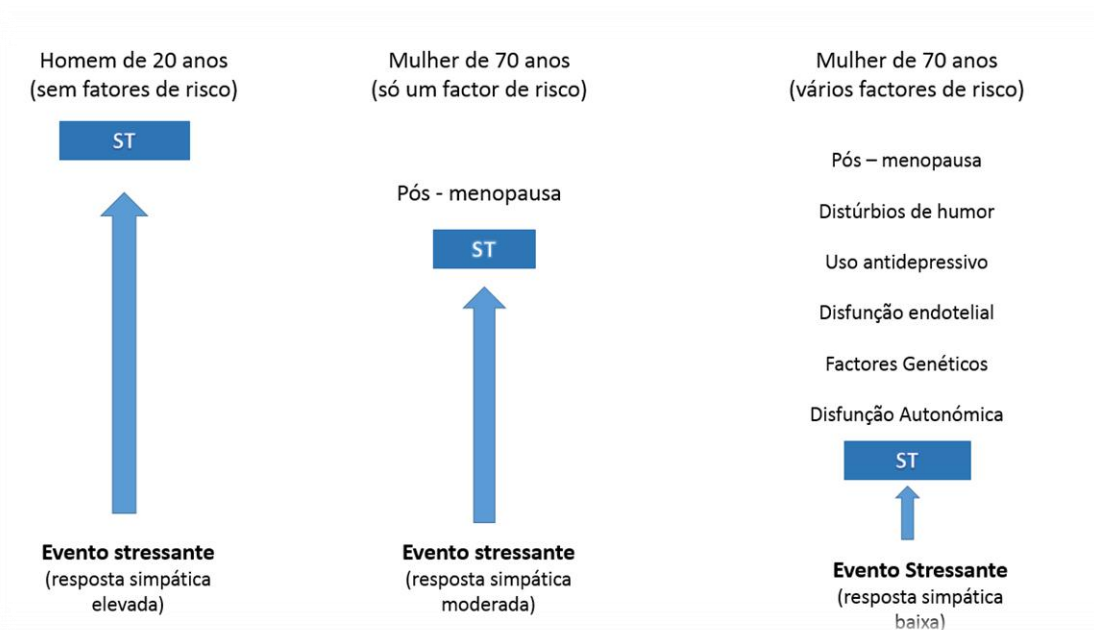 Homem de 20 anos
(sem fatores de risco)
ST
Evento stressante
(resposta simpática
elevada)
Mulher de 70 anos
(só um factor de risco)
Pós - menopausa
ST
Evento stressante
(resposta simpática
moderada)
Mulher de 70 anos
(vários factores de risco)
Pós – menopausa
Distúrbios de humor
Uso antidepressivo
Disfunção endotelial
Factores Genéticos
Disfunção Autonómica
ST
Evento Stressante
(resposta simpática
baixa)